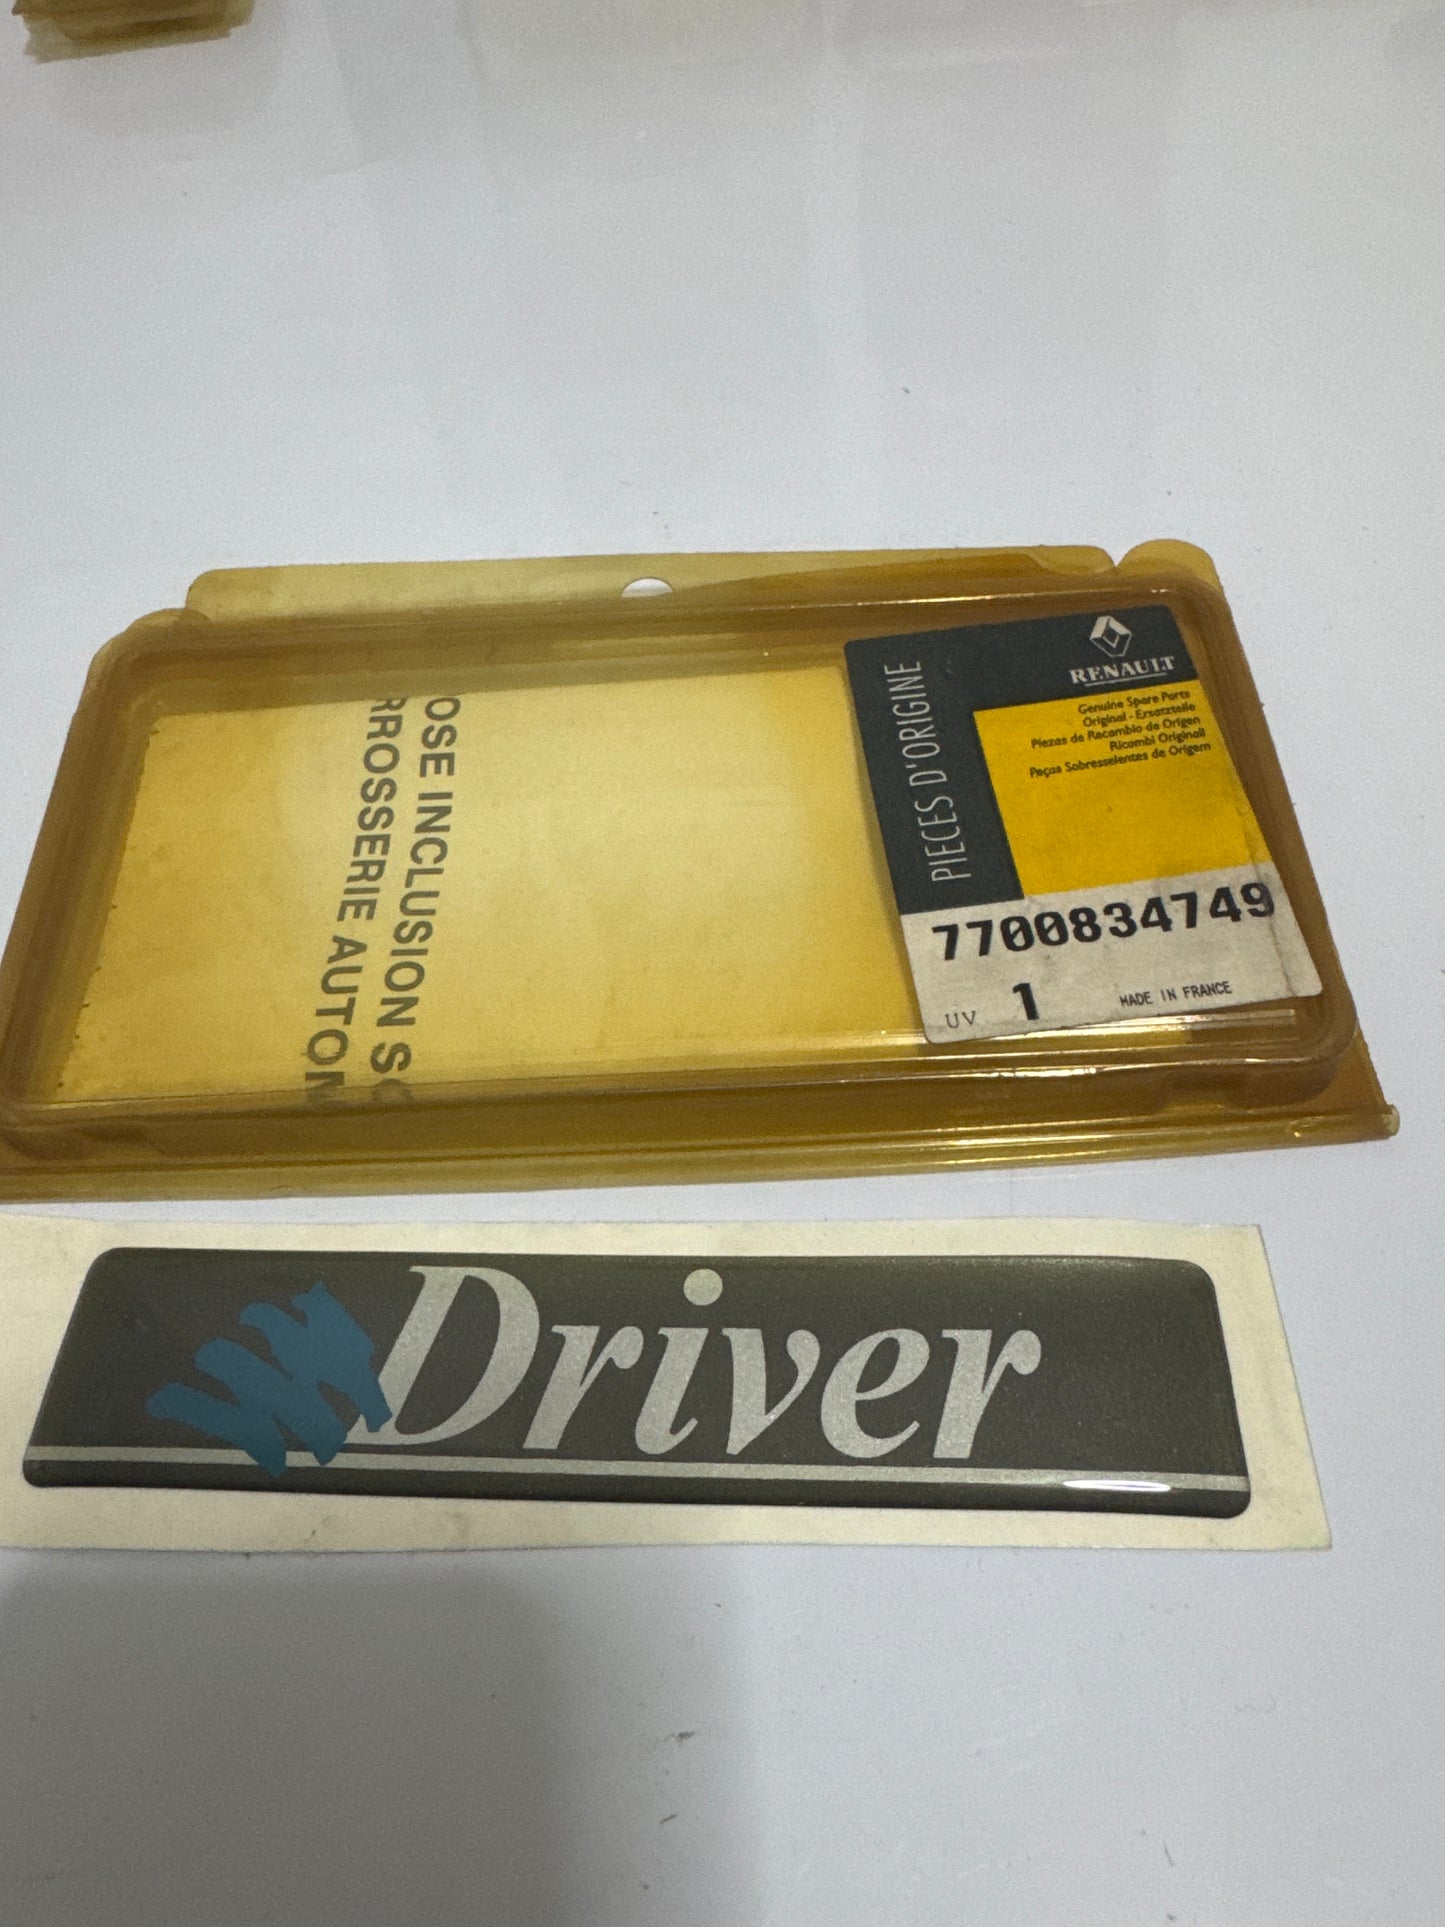 OSE INCLUSION S
RROSSERIE AUTOM
PIECES D'ORIGINE
RENAULT
Genuine Spare Parts
Original - Ersatzteile
Piezas de Recambio de Origen
Ricambi Originali
Peças Sobresselentes de Origem
7700834749
UV 1 MADE IN FRANCE
Driver